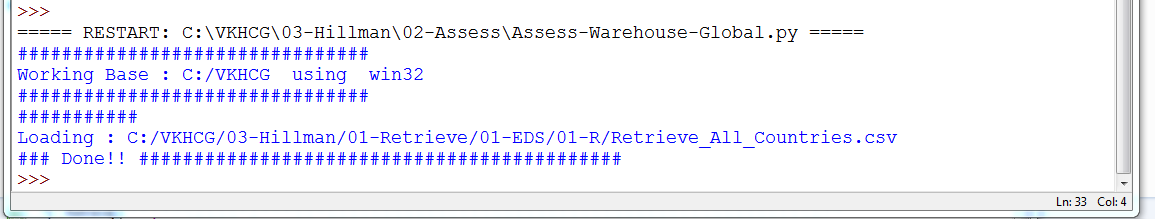 >>>
===== RESTART: C:\VKHCG\03-Hillman\02-Assess\Assess-Warehouse-Global.py =====
################################
Working Base : C:/VKHCG  using  win32
################################
###########
Loading : C:/VKHCG/03-Hillman/01-Retrieve/01-EDS/01-R/Retrieve_All_Countries.csv
### Done!! ############################################
>>>
Ln: 33 Col: 4